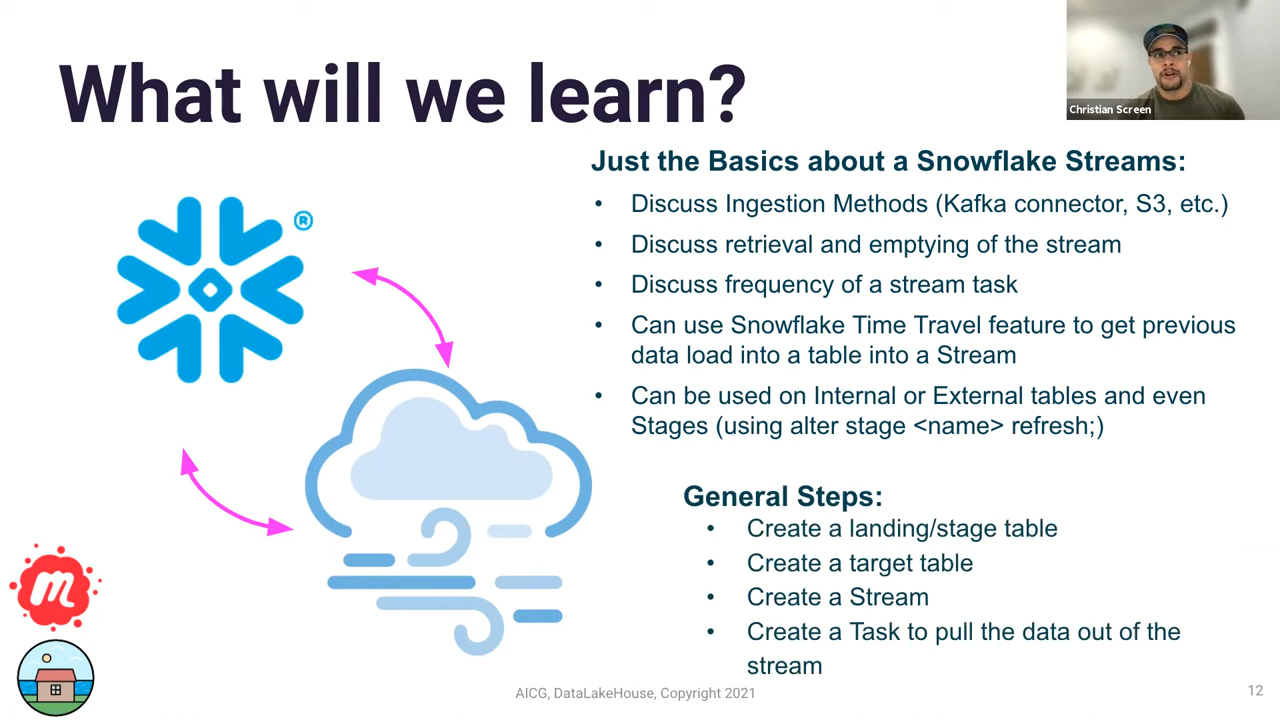 What will we learn?
Christian Screen
Just the Basics about a Snowflake Streams:
• Discuss Ingestion Methods (Kafka connector, S3, etc.)
• Discuss retrieval and emptying of the stream
• Discuss frequency of a stream task
• Can use Snowflake Time Travel feature to get previous
data load into a table into a Stream
• Can be used on Internal or External tables and even
Stages (using alter stage <name> refresh;)
®
General Steps:
• Create a landing/stage table
• Create a target table
• Create a Stream
• Create a Task to pull the data out of the
stream
m
AICG, DataLakeHouse, Copyright 2021
12